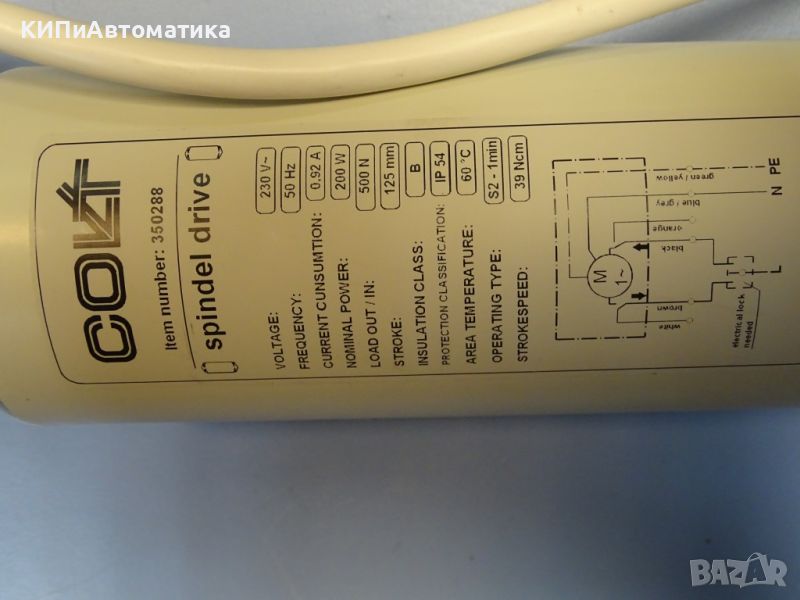 КИПиАвтоматика
COLT
Item number: 350288
spindel drive
VOLTAGE: 230 V~
FREQUENCY: 50 Hz
CURRENT CUNSUMTION: 0,92 A
NOMINAL POWER: 200 W
LOAD OUT / IN: 500 N
STROKE: 125 mm
INSULATION CLASS: B
PROTECTION CLASSIFICATION: IP 54
AREA TEMPERATURE: 60 °C
OPERATING TYPE: S2 - 1min
STROKESPEED: 39 Ncm
M
1~
green / yellow
PE
blue / grey
N
orange
black
L
brown
white
electrical lock
needed
BAZAR